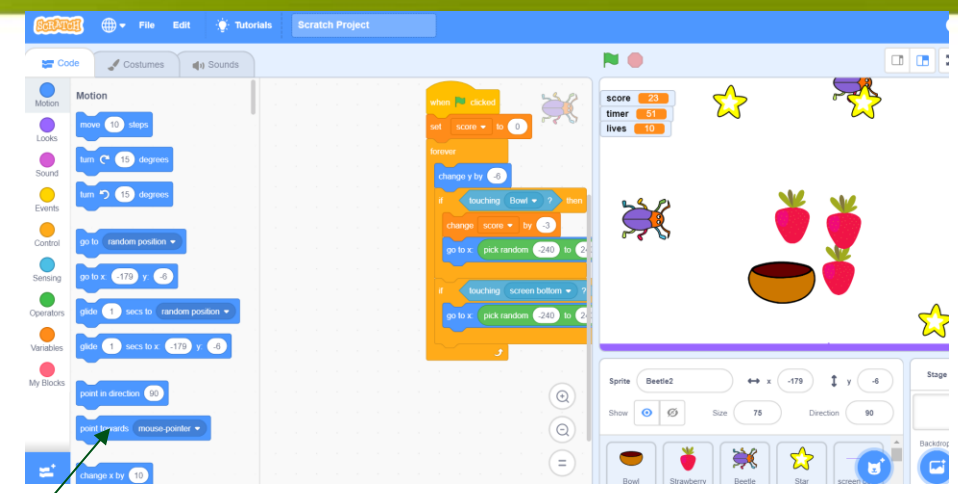 SCRATCH File Edit Tutorials Scratch Project
Code Costumes Sounds
Motion
Looks
Sound
Events
Control
Sensing
Operators
Variables
My Blocks
Motion
move 10 steps
turn 15 degrees
turn 15 degrees
go to random position
go to x: -179 y: -6
glide 1 secs to random position
glide 1 secs to x: -179 y: -6
point in direction 90
point towards mouse-pointer
change x by 10
when clicked
set score to 0
forever
change y by -6
if touching Bowl ? then
change score by -3
go to x: pick random -240 to
if touching screen bottom ?
go to x: pick random -240 to
score 23
timer 51
lives 10
Sprite Beetle2 x -179 y -6
Show Size 75 Direction 90
Bowl Strawberry Beetle Star screen
Stage